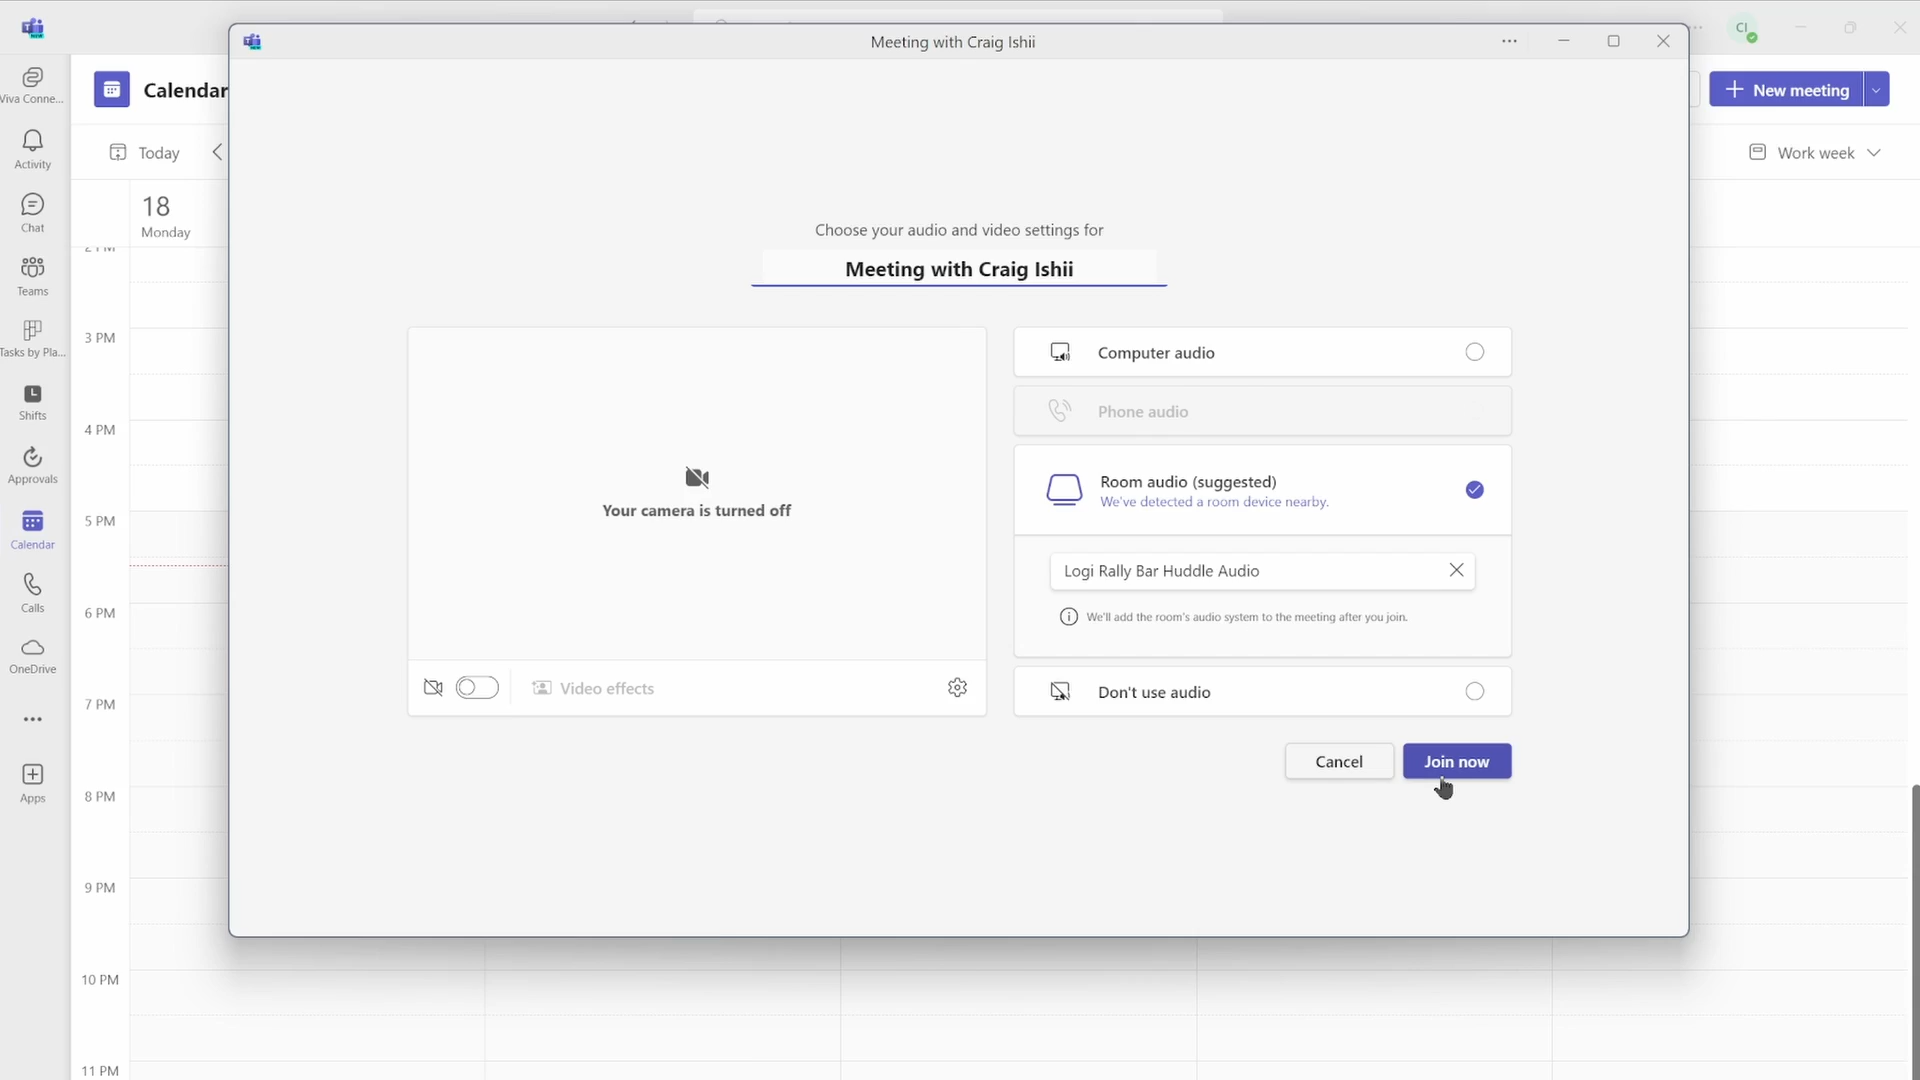 Meeting with Craig Ishii
CI
Viva Conne...
Calendar
New meeting
Activity
Today
Work week
Chat
18
Monday
Teams
3 PM
Tasks by Pla...
Shifts
4 PM
Approvals
5 PM
Calendar
Calls
6 PM
OneDrive
7 PM
Apps
8 PM
9 PM
10 PM
11 PM
Choose your audio and video settings for
Meeting with Craig Ishii
Your camera is turned off
Video effects
Computer audio
Phone audio
Room audio (suggested)
We've detected a room device nearby.
Logi Rally Bar Huddle Audio
We'll add the room's audio system to the meeting after you join.
Don't use audio
Cancel
Join now